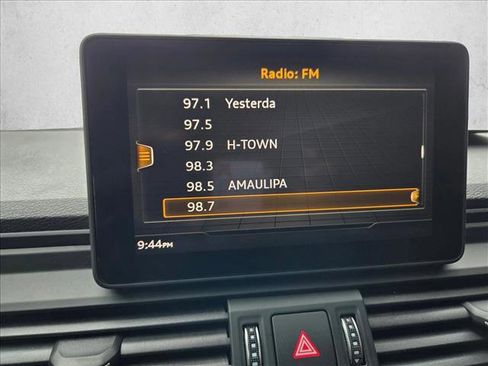 Radio: FM
97.1 Yesterda
97.5
97.9 H-TOWN
98.3
98.5 AMAULIPA
98.7
9:44PM